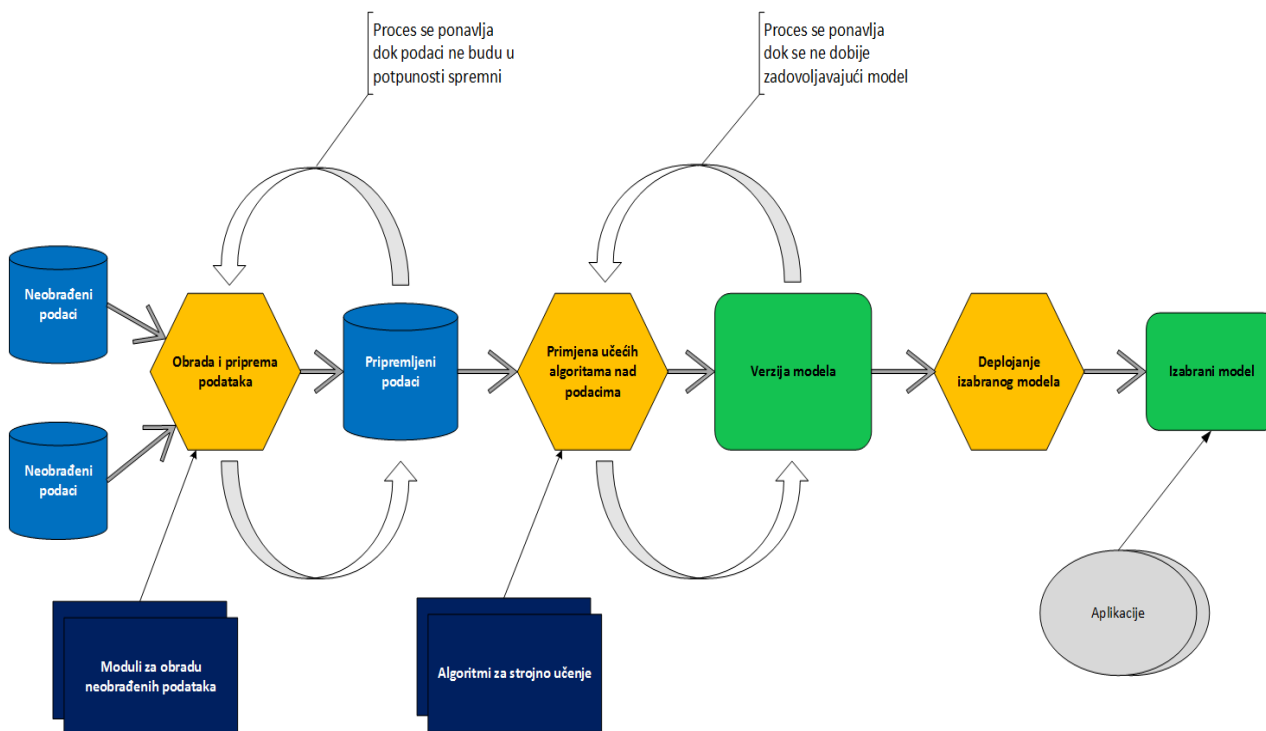 Proces se ponavlja
dok podaci ne budu u
potpunosti spremni
Proces se ponavlja
dok se ne dobije
zadovoljavajući model
Neobrađeni
podaci
Neobrađeni
podaci
Obrada i priprema
podataka
Pripremljeni
podaci
Primjena učećih
algoritama nad
podacima
Verzija modela
Deplojanje
izabranog modela
Izabrani model
Moduli za obradu
neobrađenih podataka
Algoritmi za strojno učenje
Aplikacije